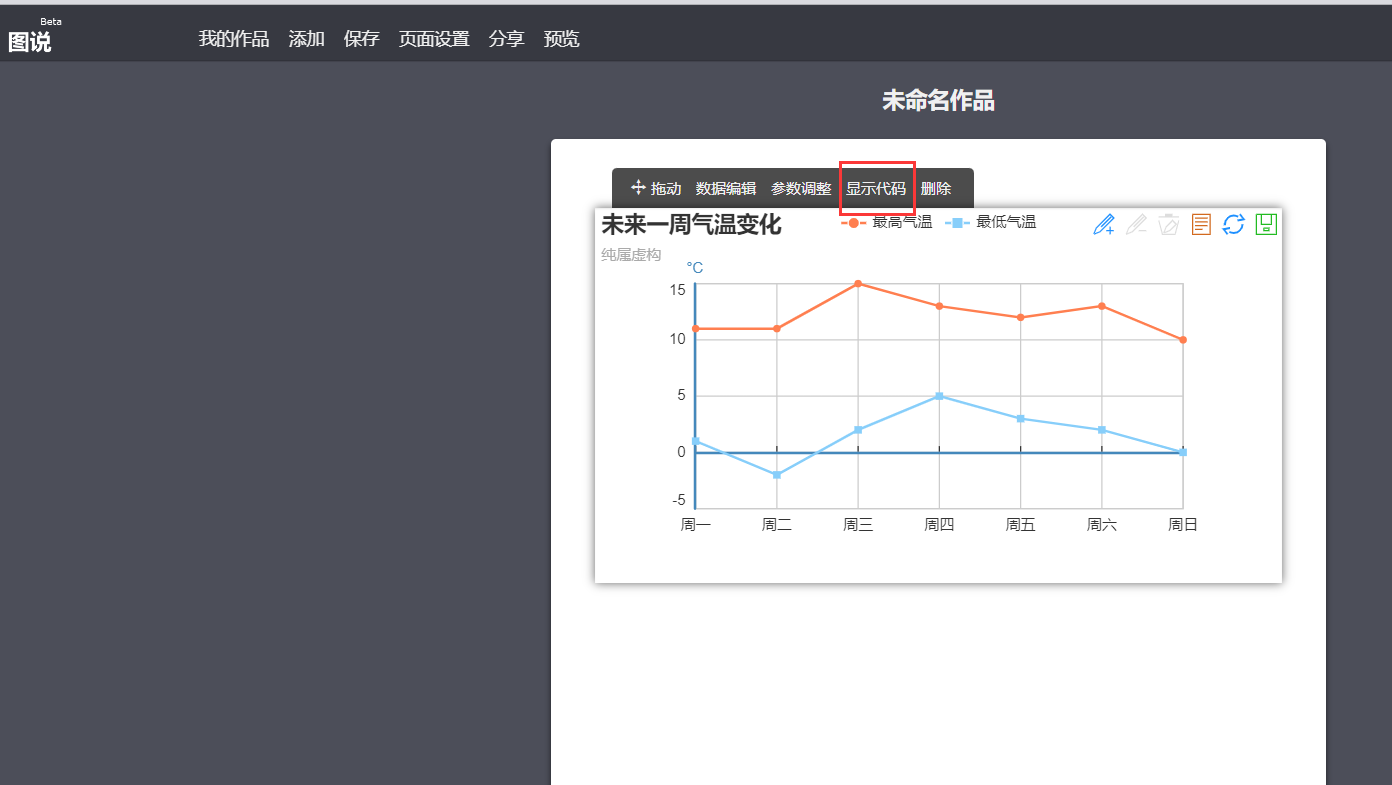 Beta
图说 我的作品 添加 保存 页面设置 分享 预览
未命名作品
拖动 数据编辑 参数调整 显示代码 删除
未来一周气温变化 最高气温 最低气温
纯属虚构
°C
15
10
5
0
-5
周一 周二 周三 周四 周五 周六 周日